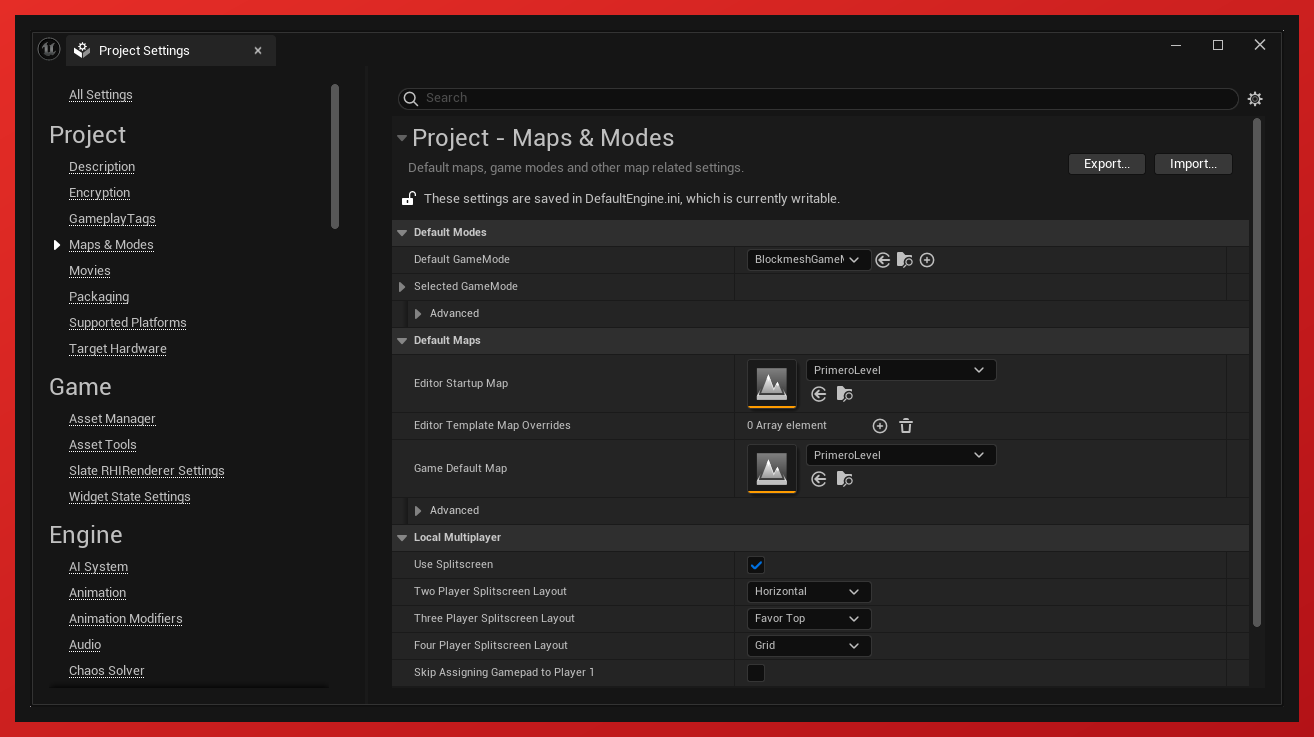 Project Settings
All Settings
Project
Description
Encryption
GameplayTags
Maps & Modes
Movies
Packaging
Supported Platforms
Target Hardware
Game
Asset Manager
Asset Tools
Slate RHIRenderer Settings
Widget State Settings
Engine
AI System
Animation
Animation Modifiers
Audio
Chaos Solver
Search
Project - Maps & Modes
Default maps, game modes and other map related settings.
Export...
Import...
These settings are saved in DefaultEngine.ini, which is currently writable.
Default Modes
Default GameMode
BlockmeshGameM
Selected GameMode
Advanced
Default Maps
Editor Startup Map
PrimeroLevel
Editor Template Map Overrides
0 Array element
Game Default Map
PrimeroLevel
Advanced
Local Multiplayer
Use Splitscreen
Two Player Splitscreen Layout
Horizontal
Three Player Splitscreen Layout
Favor Top
Four Player Splitscreen Layout
Grid
Skip Assigning Gamepad to Player 1